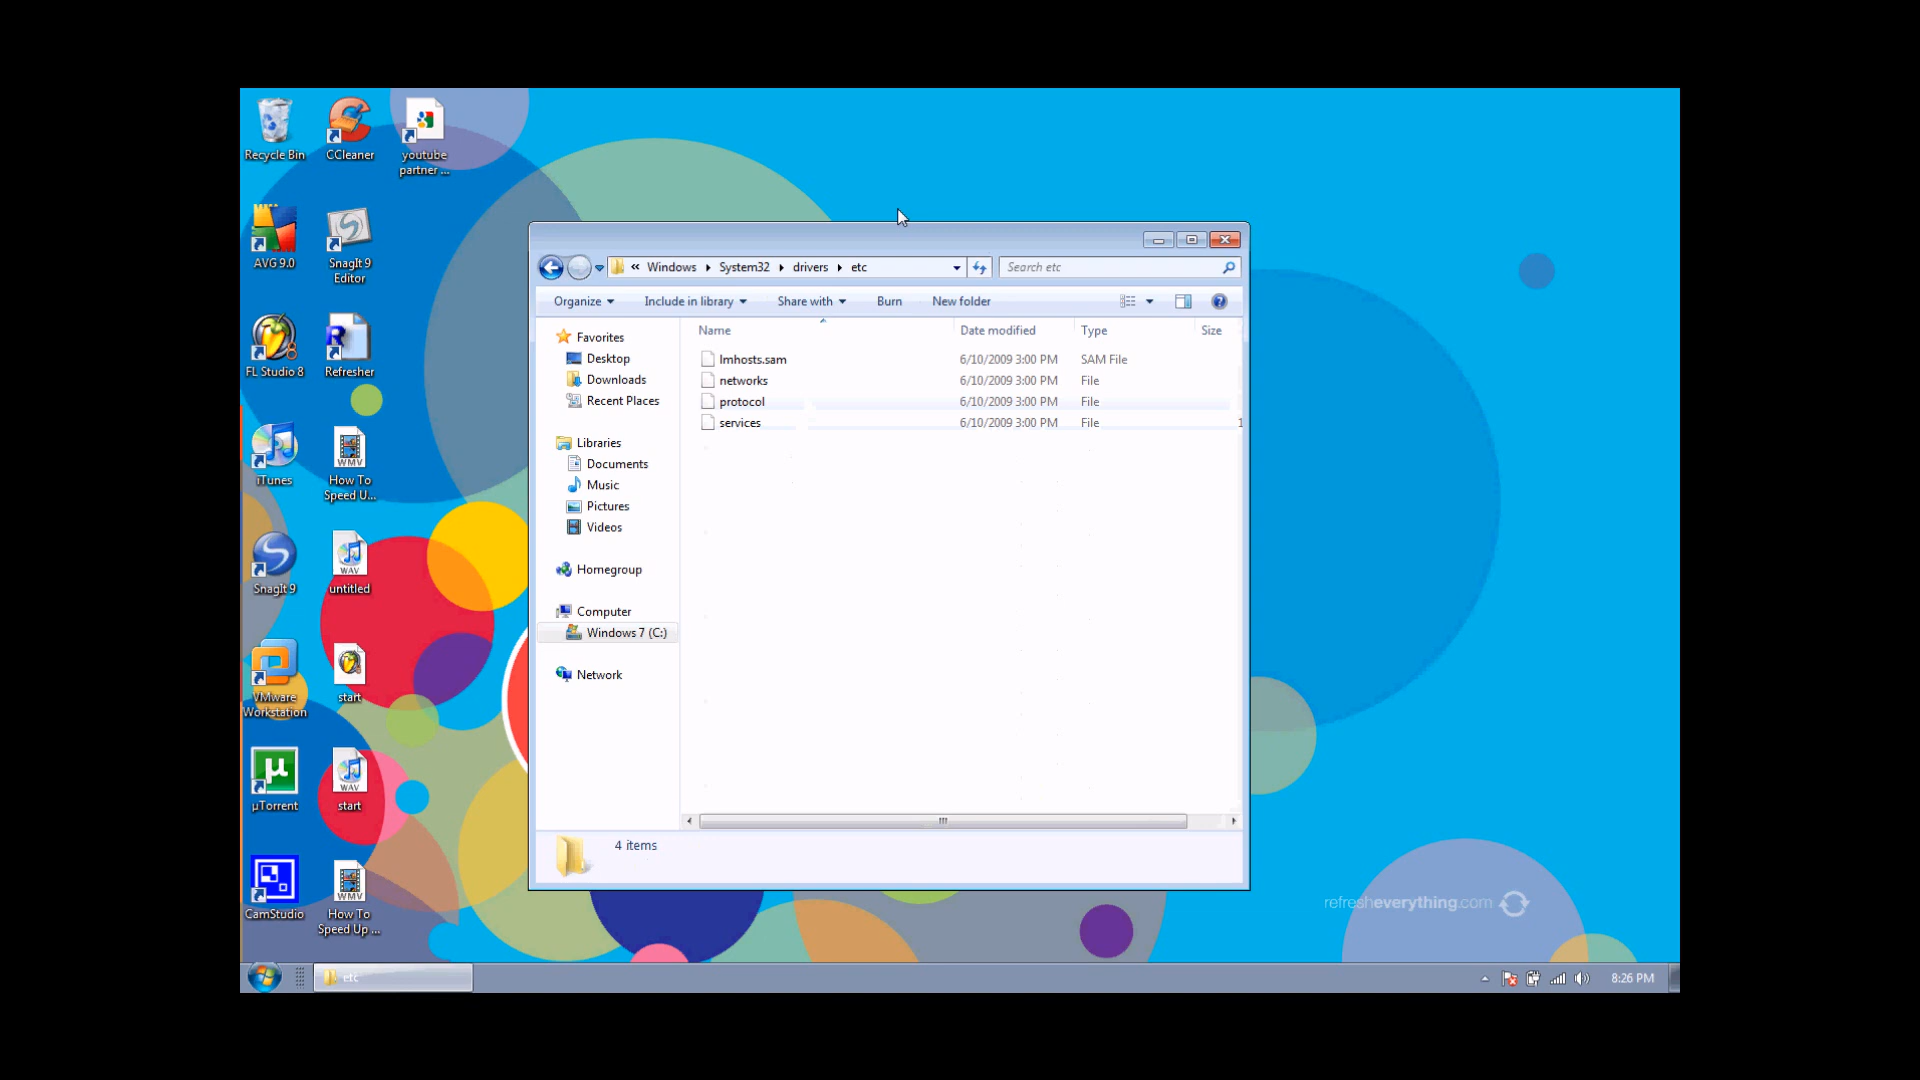 Recycle Bin
CCleaner
youtube
partner ...
AVG 9.0
SnagIt 9
Editor
FL Studio 8
Refresher
iTunes
WMV
How To
Speed U...
SnagIt 9
WAV
untitled
VMware
Workstation
start
µTorrent
WAV
start
CamStudio
WMV
How To
Speed Up ...
« Windows ▸ System32 ▸ drivers ▸ etc
Search etc
Organize
Include in library
Share with
Burn
New folder
Favorites
Desktop
Downloads
Recent Places
Libraries
Documents
Music
Pictures
Videos
Homegroup
Computer
Windows 7 (C:)
Network
Name Date modified Type Size
lmhosts.sam 6/10/2009 3:00 PM SAM File
networks 6/10/2009 3:00 PM File
protocol 6/10/2009 3:00 PM File
services 6/10/2009 3:00 PM File 1
4 items
refresheverything.com
etc
8:26 PM